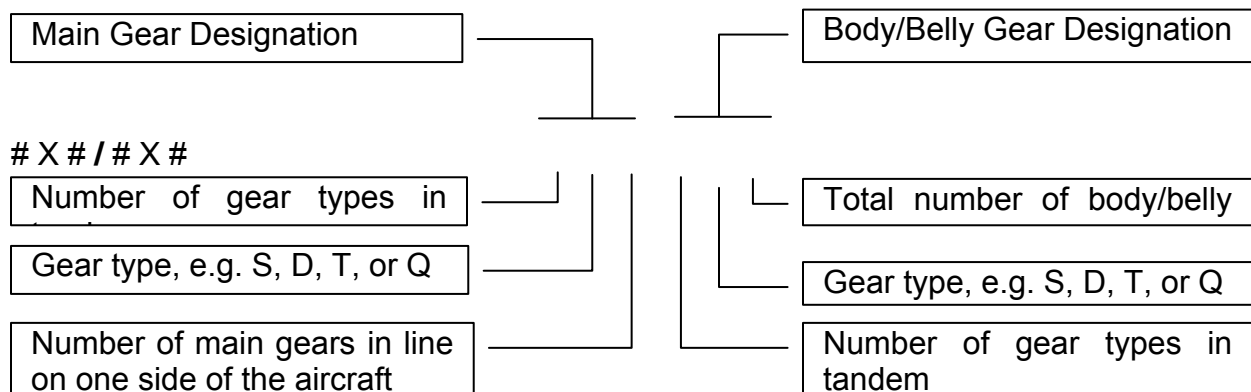 Main Gear Designation
Body/Belly Gear Designation
# X # / # X #
Number of gear types in
Total number of body/belly
Gear type, e.g. S, D, T, or Q
Gear type, e.g. S, D, T, or Q
Number of main gears in line
on one side of the aircraft
Number of gear types in
tandem